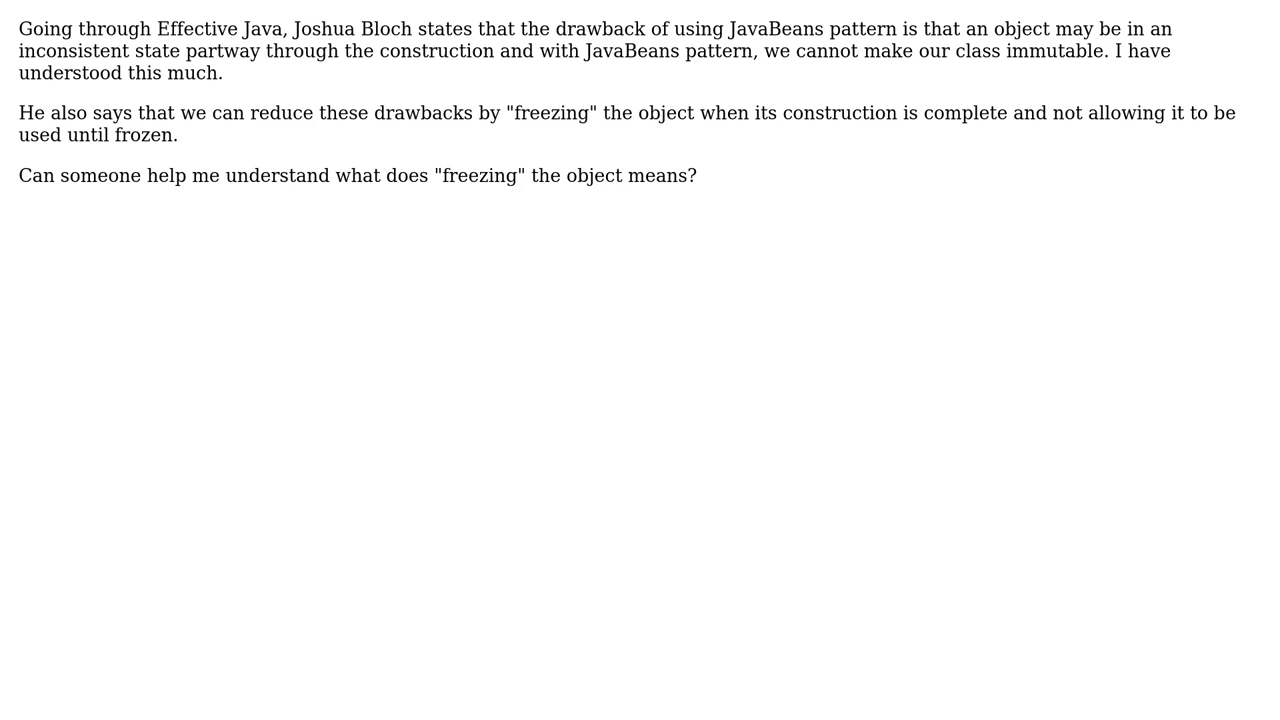 Going through Effective Java, Joshua Bloch states that the drawback of using JavaBeans pattern is that an object may be in an
inconsistent state partway through the construction and with JavaBeans pattern, we cannot make our class immutable. I have
understood this much.
He also says that we can reduce these drawbacks by "freezing" the object when its construction is complete and not allowing it to be
used until frozen.
Can someone help me understand what does "freezing" the object means?